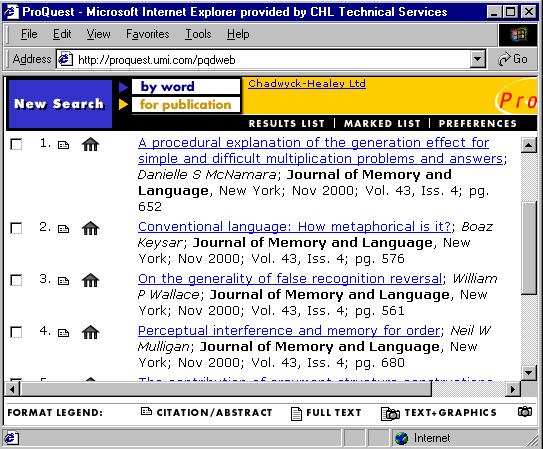 ProQuest - Microsoft Internet Explorer provided by CHL Technical Services
File Edit View Favorites Tools Help
Address http://proquest.umi.com/pqdweb Go
New Search
by word
for publication
Chadwyck-Healey Ltd
Pro
RESULTS LIST | MARKED LIST | PREFERENCES
1. A procedural explanation of the generation effect for
simple and difficult multiplication problems and answers;
Danielle S McNamara; Journal of Memory and
Language, New York; Nov 2000; Vol. 43, Iss. 4; pg.
652
2. Conventional language: How metaphorical is it?; Boaz
Keysar; Journal of Memory and Language, New
York; Nov 2000; Vol. 43, Iss. 4; pg. 576
3. On the generality of false recognition reversal; William
P Wallace; Journal of Memory and Language, New
York; Nov 2000; Vol. 43, Iss. 4; pg. 561
4. Perceptual interference and memory for order; Neil W
Mulligan; Journal of Memory and Language, New
York; Nov 2000; Vol. 43, Iss. 4; pg. 680
5. The contribution of argument structure constructions
FORMAT LEGEND: CITATION/ABSTRACT FULL TEXT TEXT+GRAPHICS
Internet